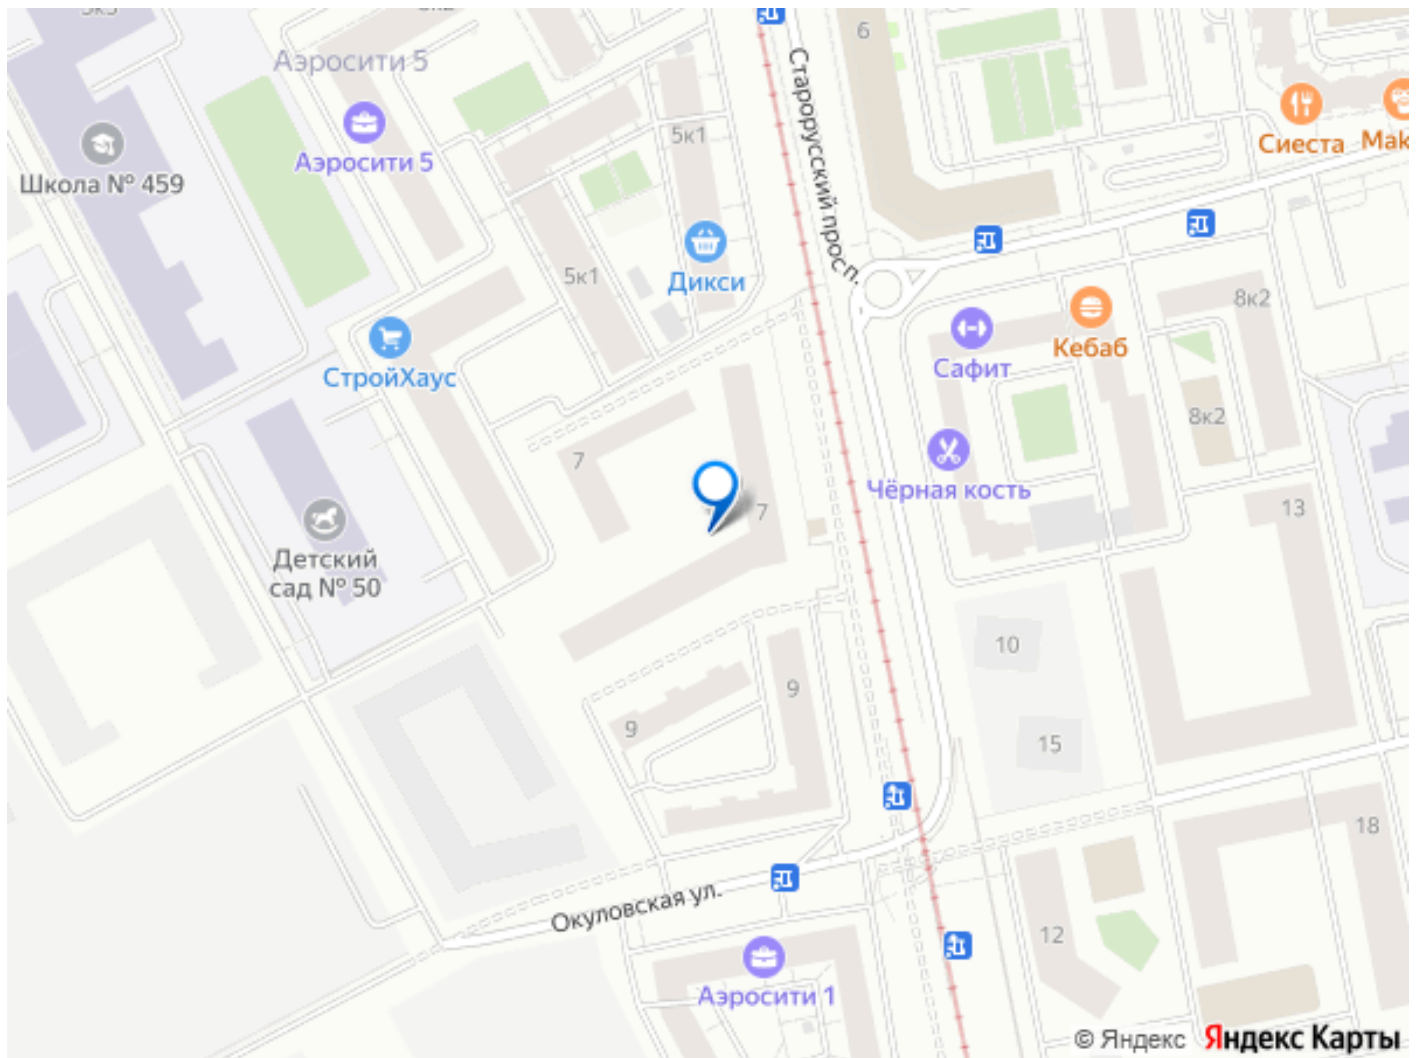 6
Аэросити 5
Старорусский просп.
5к1
Аэросити 5
Сиеста
Mak
Школа № 459
5к1
Дикси
8к2
СтройХаус
Сафит
Кебаб
8к2
7
Чёрная кость
7
13
Детский
сад № 50
10
9
9
15
18
Окуловская ул.
12
Аэросити 1
© Яндекс Яндекс Карты